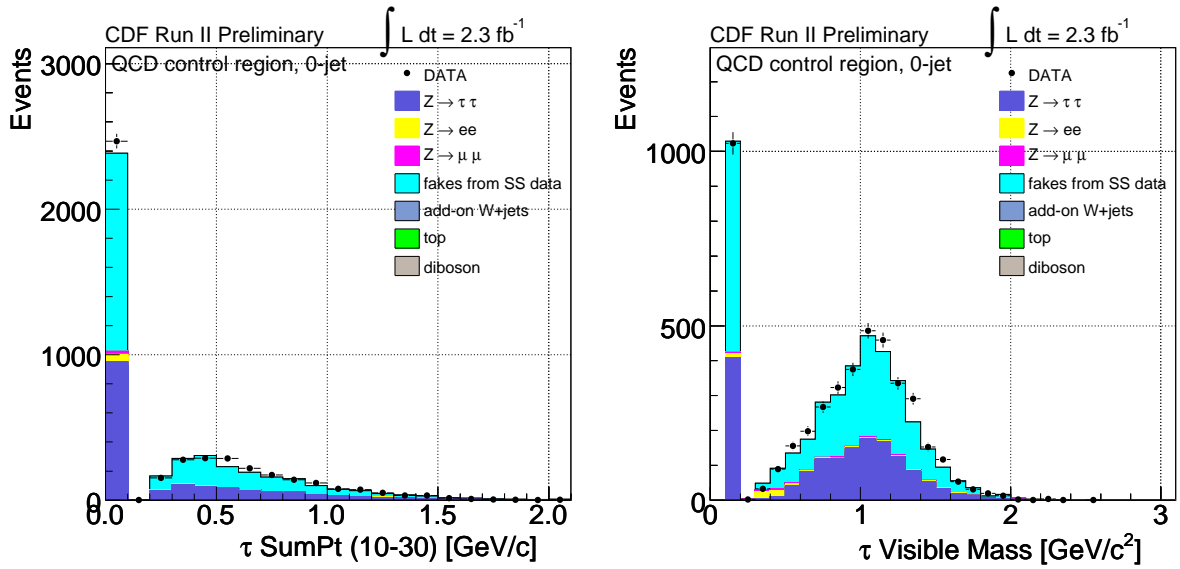 CDF Run II Preliminary ∫ L dt = 2.3 fb⁻¹
QCD control region, 0-jet
Events
3000
2000
1000
0
DATA
Z → τ τ
Z → ee
Z → μ μ
fakes from SS data
add-on W+jets
top
diboson
0.0 0.5 1.0 1.5 2.0
τ SumPt (10-30) [GeV/c]
CDF Run II Preliminary ∫ L dt = 2.3 fb⁻¹
QCD control region, 0-jet
Events
1000
500
0
DATA
Z → τ τ
Z → ee
Z → μ μ
fakes from SS data
add-on W+jets
top
diboson
0 1 2 3
τ Visible Mass [GeV/c²]